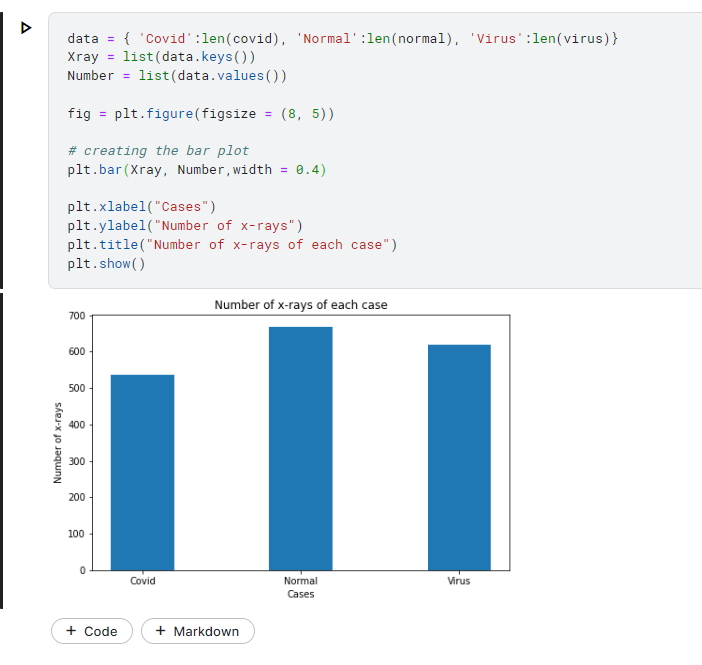 data = { 'Covid':len(covid), 'Normal':len(normal), 'Virus':len(virus)}
Xray = list(data.keys())
Number = list(data.values())
fig = plt.figure(figsize = (8, 5))
# creating the bar plot
plt.bar(Xray, Number,width = 0.4)
plt.xlabel("Cases")
plt.ylabel("Number of x-rays")
plt.title("Number of x-rays of each case")
plt.show()
Number of x-rays of each case
700
600
500
400
300
200
100
0
Number of x-rays
Covid Normal Virus
Cases
+ Code + Markdown